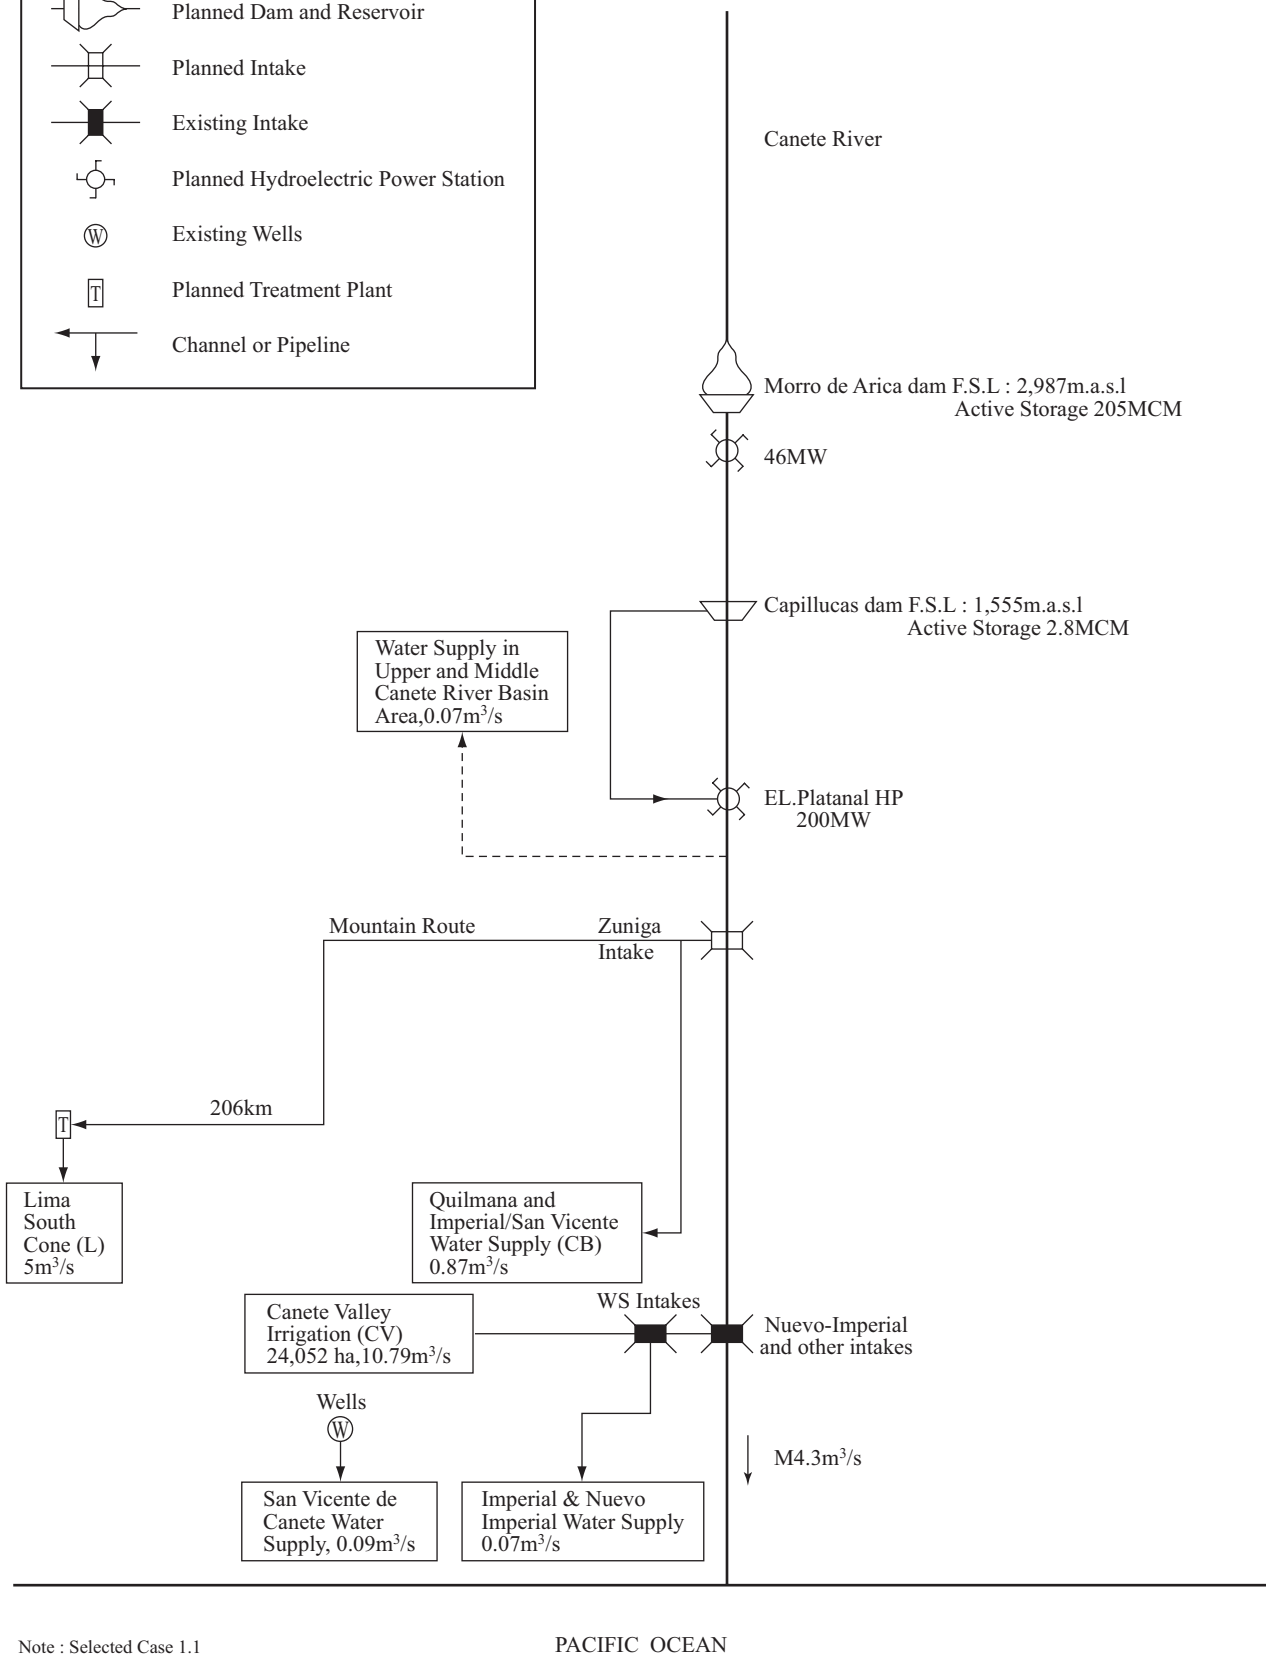 Planned Dam and Reservoir
Planned Intake
Existing Intake
Planned Hydroelectric Power Station
W
Existing Wells
T
Planned Treatment Plant
Channel or Pipeline
Canete River
Morro de Arica dam F.S.L : 2,987m.a.s.l
Active Storage 205MCM
46MW
Capillucas dam F.S.L : 1,555m.a.s.l
Active Storage 2.8MCM
Water Supply in
Upper and Middle
Canete River Basin
Area,0.07m³/s
EL.Platanal HP
200MW
Mountain Route
Zuniga
Intake
206km
T
Lima
South
Cone (L)
5m³/s
Quilmana and
Imperial/San Vicente
Water Supply (CB)
0.87m³/s
WS Intakes
Canete Valley
Irrigation (CV)
24,052 ha,10.79m³/s
Nuevo-Imperial
and other intakes
Wells
W
M4.3m³/s
San Vicente de
Canete Water
Supply, 0.09m³/s
Imperial & Nuevo
Imperial Water Supply
0.07m³/s
Note : Selected Case 1.1
PACIFIC OCEAN